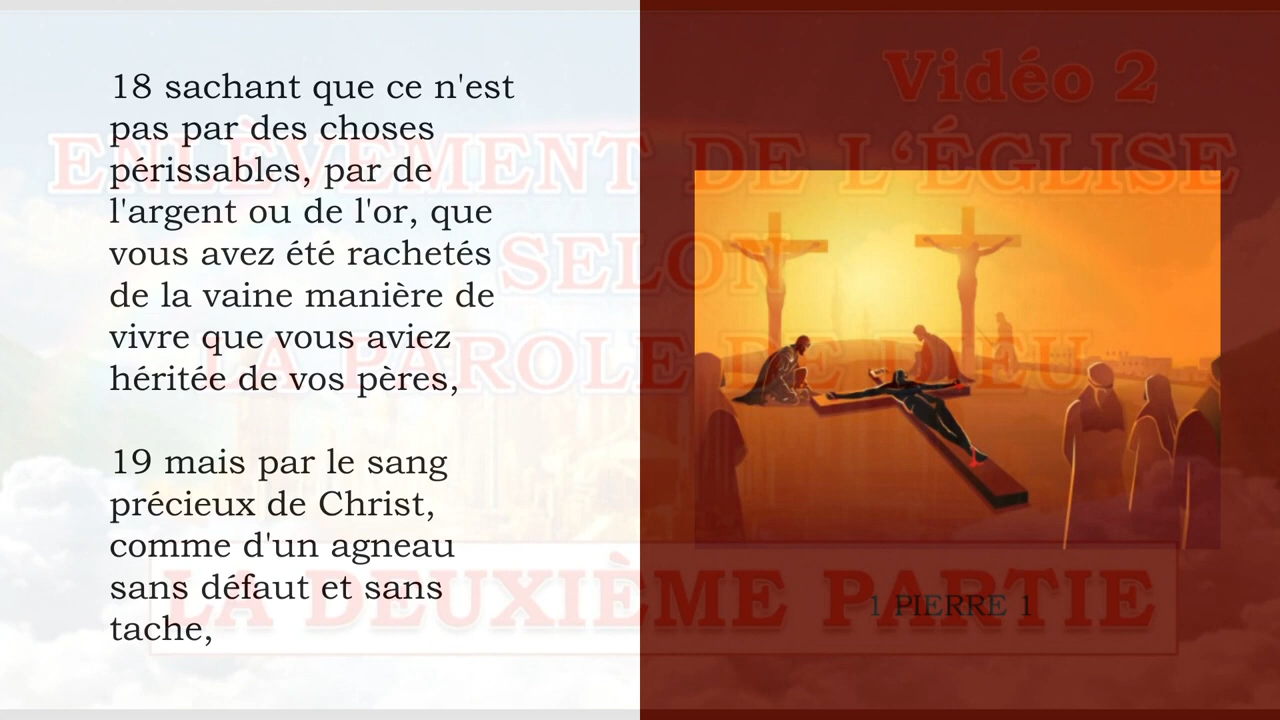 18 sachant que ce n'est
pas par des choses
périssables, par de
l'argent ou de l'or, que
vous avez été rachetés
de la vaine manière de
vivre que vous aviez
héritée de vos pères,
19 mais par le sang
précieux de Christ,
comme d'un agneau
sans défaut et sans
tache,
Vidéo 2
ENLÈVEMENT DE L‘ÉGLISE
SELON
LA PAROLE DE DIEU
LA DEUXIÈME PARTIE
1 PIERRE 1